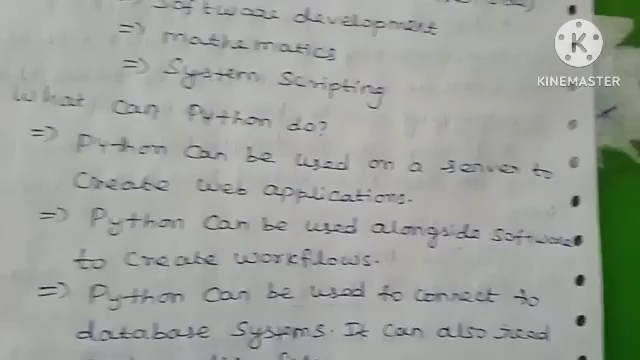 => Software development
=> mathematics
=> System Scripting
KINEMASTER
What can Python do?
=> Python can be used on a server to
create web applications.
=> Python can be used alongside software
to create workflows.
=> Python can be used to connect to
database systems. It can also read